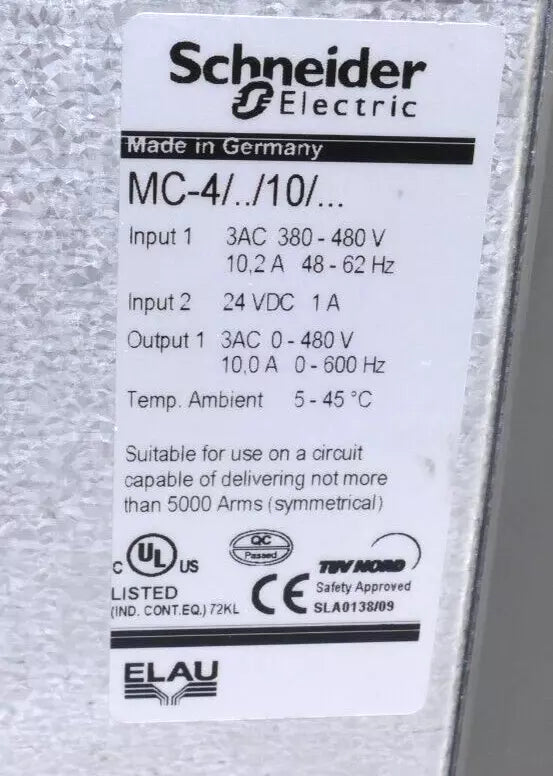 Schneider
Electric
Made in Germany
MC-4/../10/...
Input 1 3AC 380 - 480 V
10,2 A 48 - 62 Hz
Input 2 24 VDC 1 A
Output 1 3AC 0 - 480 V
10,0 A 0 - 600 Hz
Temp. Ambient 5 - 45 °C
Suitable for use on a circuit
capable of delivering not more
than 5000 Arms (symmetrical)
C UL US
LISTED
(IND. CONT.EQ.) 72KL
QC
Passed
CE
TÜV NORD
Safety Approved
SLA0138/09
ELAU